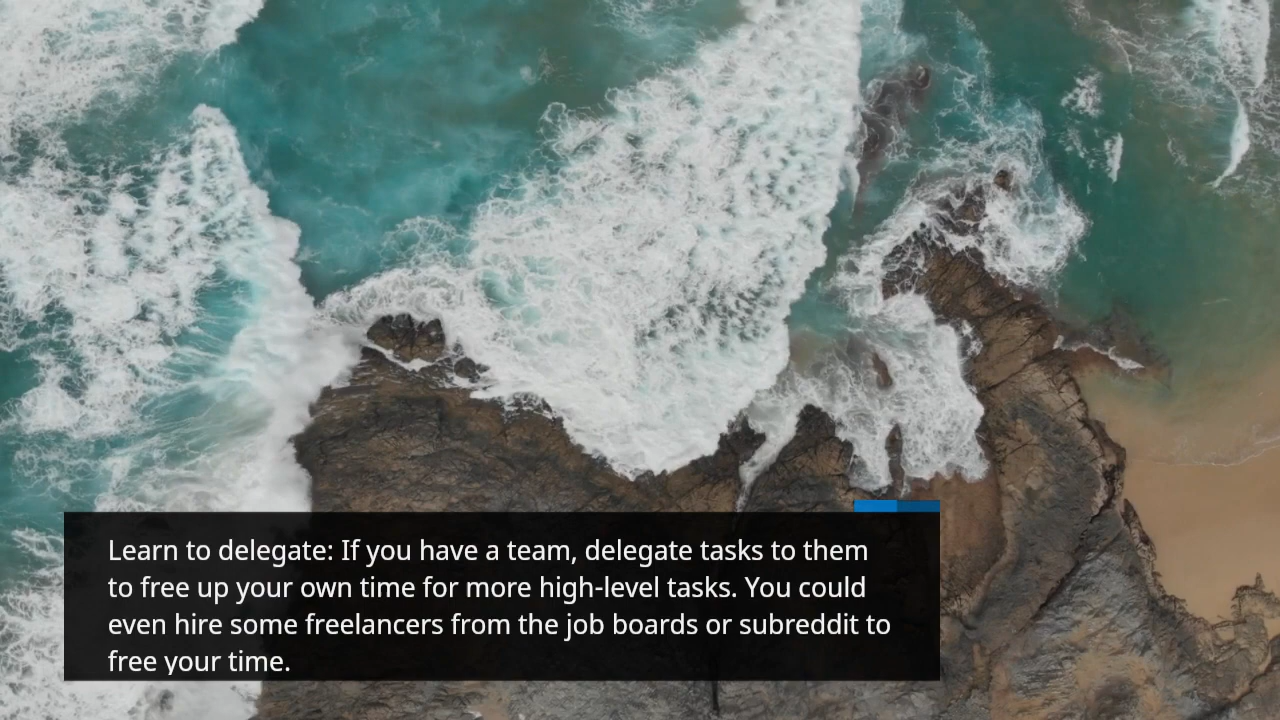 Learn to delegate: If you have a team, delegate tasks to them
to free up your own time for more high-level tasks. You could
even hire some freelancers from the job boards or subreddit to
free your time.